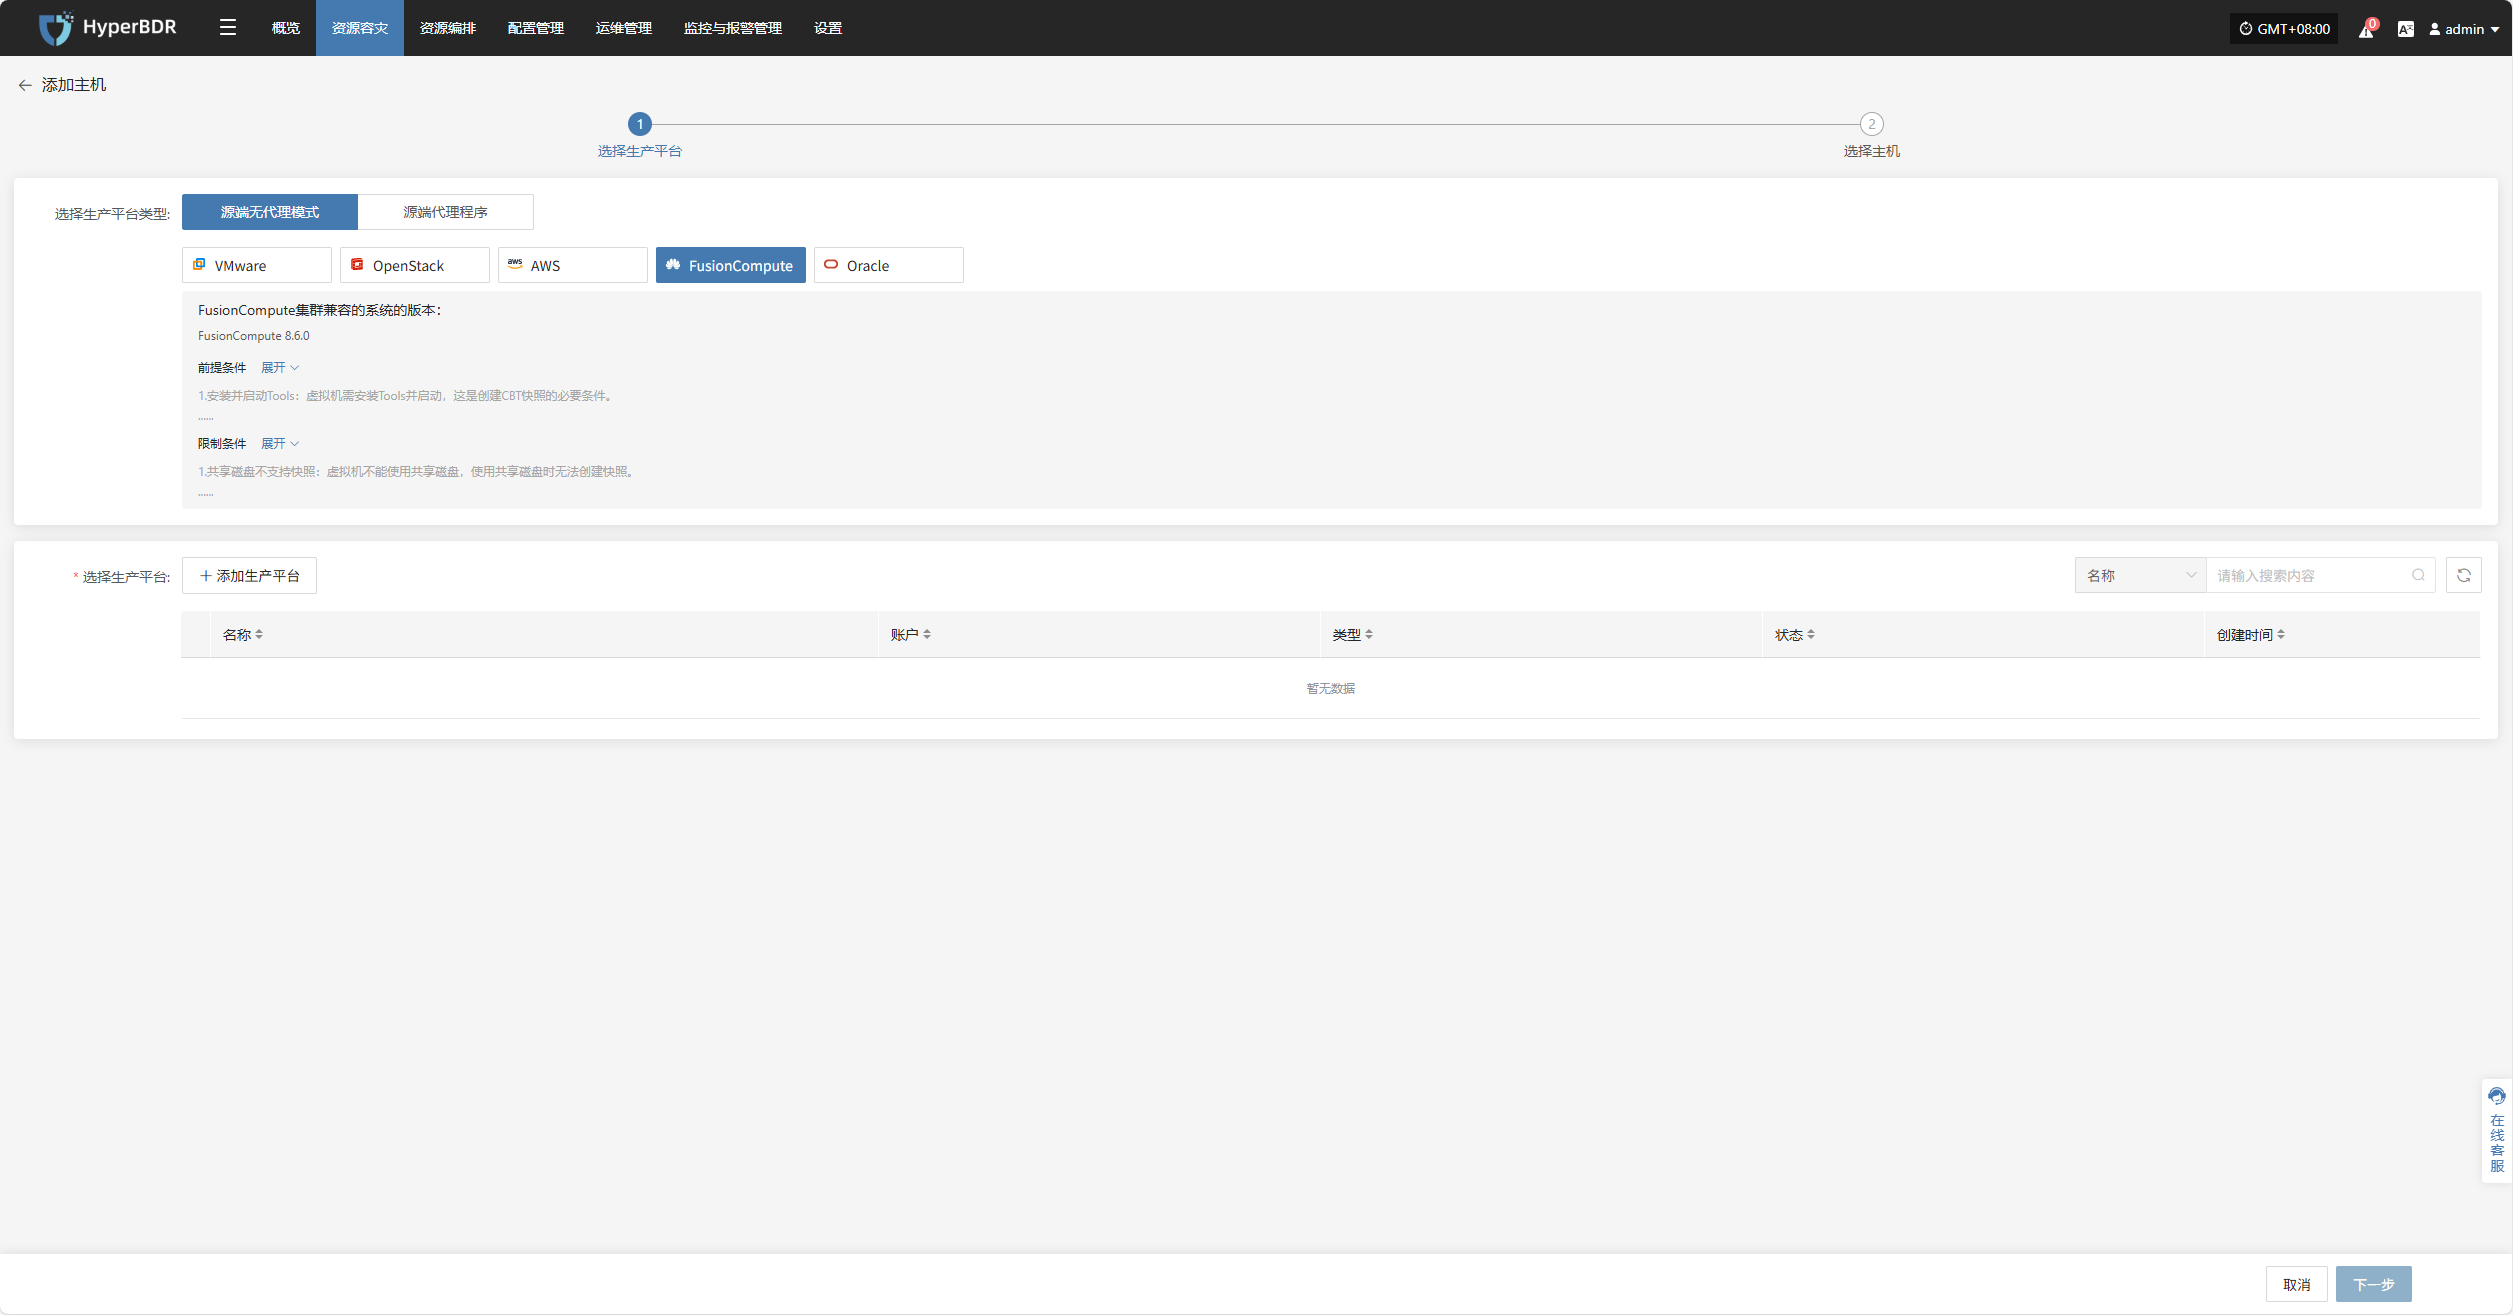 HyperBDR
概览 资源容灾 资源编排 配置管理 运维管理 监控与报警管理 设置
GMT+08:00 0 admin
添加主机
1 2
选择生产平台 选择主机
选择生产平台类型: 源端无代理模式 源端代理程序
VMware OpenStack aws AWS FusionCompute Oracle
FusionCompute集群兼容的系统的版本：
FusionCompute 8.6.0
前提条件 展开
1.安装并启动Tools：虚拟机需安装Tools并启动，这是创建CBT快照的必要条件。
......
限制条件 展开
1.共享磁盘不支持快照：虚拟机不能使用共享磁盘，使用共享磁盘时无法创建快照。
......
* 选择生产平台: + 添加生产平台 名称 请输入搜索内容
名称 账户 类型 状态 创建时间
暂无数据
在线客服
取消 下一步